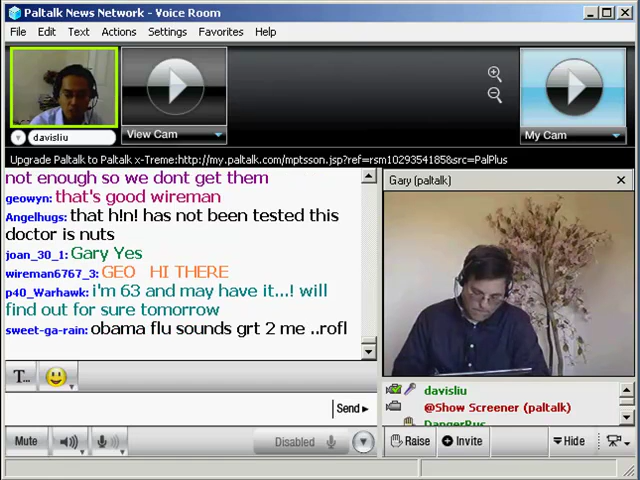 Paltalk News Network - Voice Room
File Edit Text Actions Settings Favorites Help
davisliu
View Cam
My Cam
Upgrade Paltalk to Paltalk x-Treme:http://my.paltalk.com/mptsson.jsp?ref=rsm1029354185&src=PalPlus
not enough so we dont get them
geowyn: that's good wireman
Angelhugs: that h!n! has not been tested this
doctor is nuts
joan_30_1: Gary Yes
wireman6767_3: GEO HI THERE
p40_Warhawk: i'm 63 and may have it...! will
find out for sure tomorrow
sweet-ga-rain: obama flu sounds grt 2 me ..rofl
Gary (paltalk)
T...
Send
davisliu
@Show Screener (paltalk)
DangerRus
Mute
Disabled
Raise
Invite
Hide